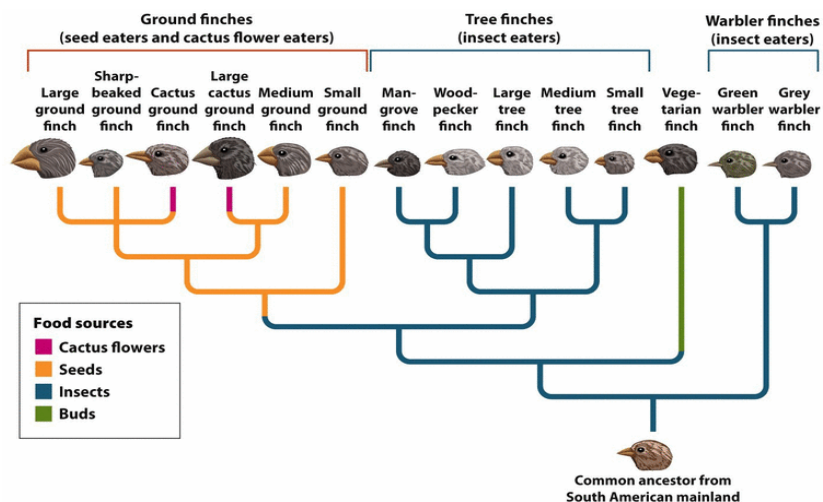 Ground finches
(seed eaters and cactus flower eaters)
Tree finches
(insect eaters)
Warbler finches
(insect eaters)
Large
ground
finch
Sharp-
beaked
ground
finch
Cactus
ground
finch
Large
cactus
ground
finch
Medium
ground
finch
Small
ground
finch
Man-
grove
finch
Wood-
pecker
finch
Large
tree
finch
Medium
tree
finch
Small
tree
finch
Vege-
tarian
finch
Green
warbler
finch
Grey
warbler
finch
Food sources
Cactus flowers
Seeds
Insects
Buds
Common ancestor from
South American mainland